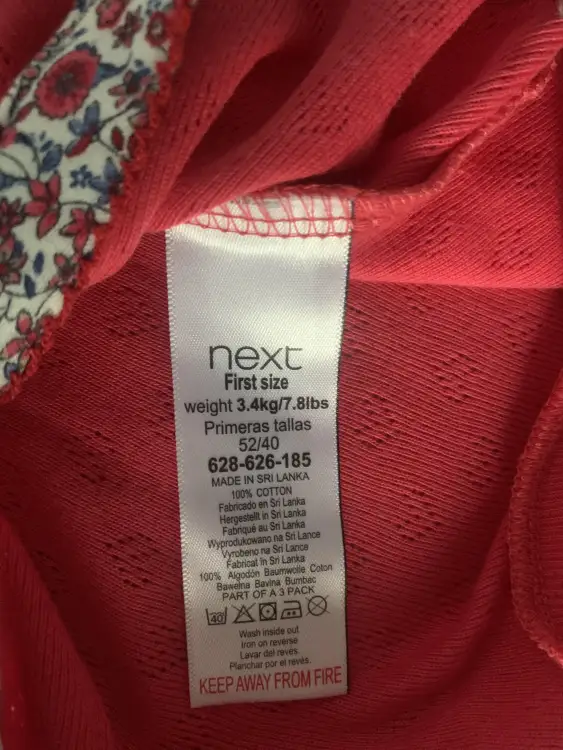 next
First size
weight 3.4kg/7.8lbs
Primeras tallas
52/40
628-626-185
MADE IN SRI LANKA
100% COTTON
Fabricado en Sri Lanka
Hergestellt in Sri Lanka
Fabriqué au Sri Lanka
Wyprodukowano na Sri Lance
Vyrobeno na Sri Lance
Fabricat in Sri Lanka
100% Algodón Baumwolle Coton
Bawełna Bavlna Bumbac
PART OF A 3 PACK
40
Wash inside out
Iron on reverse
Lavar del revés
Planchar por el revés.
KEEP AWAY FROM FIRE